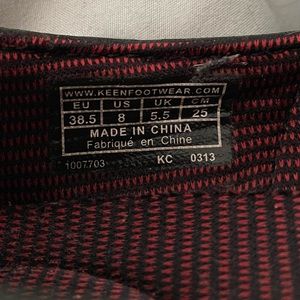 WWW.KEENFOOTWEAR.COM
EU US UK CM
38.5 8 5.5 25
MADE IN CHINA
Fabriqué en Chine
1007703 KC 0313